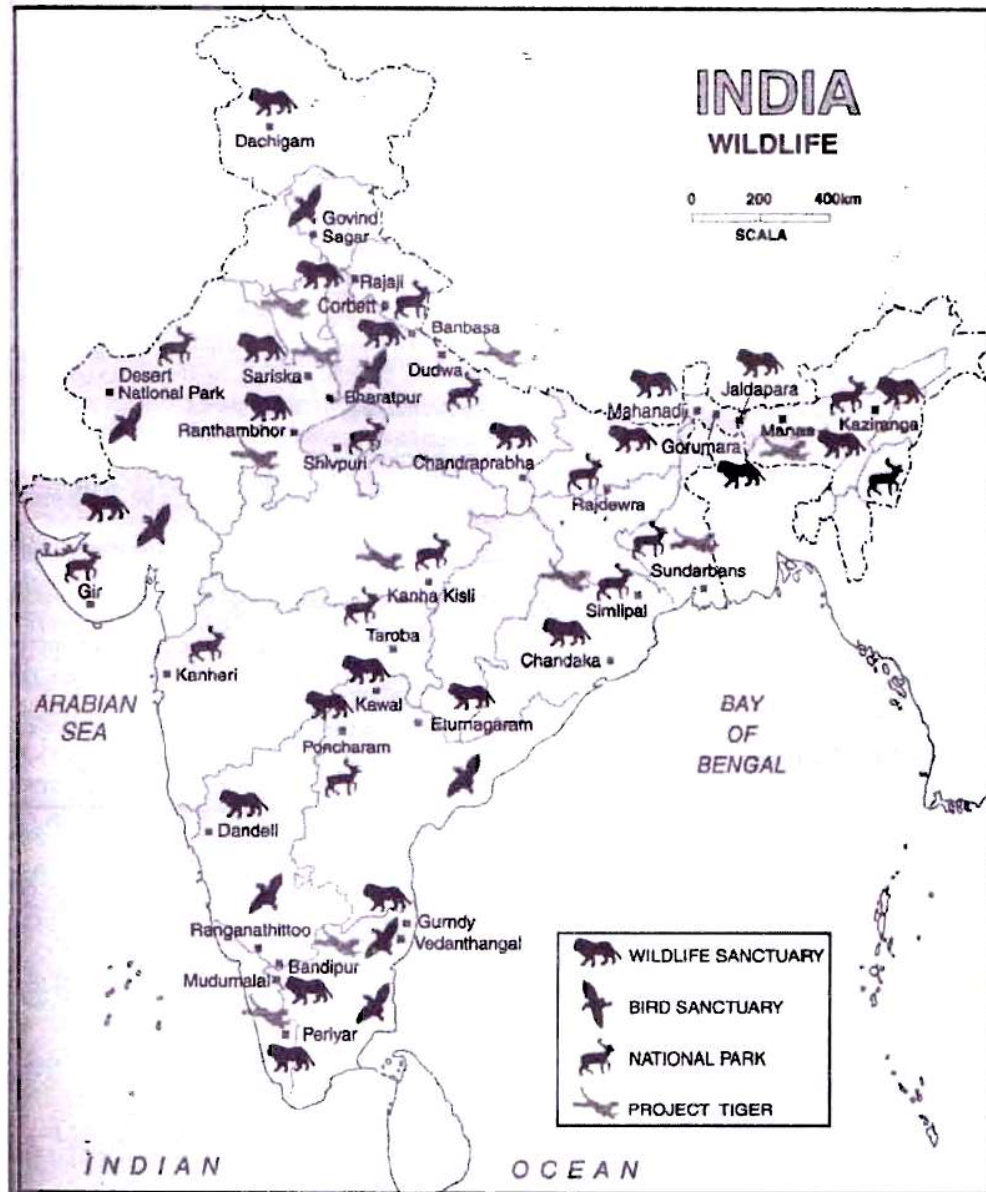 INDIA
WILDLIFE
0 200 400km
SCALA
Dachigam
Govind
Sagar
Rajaji
Corbett
Banbasa
Dudwa
Desert
National Park
Sariska
Bharatpur
Ranthambhor
Shivpuri
Chandraprabha
Mahanadi
Jaldapara
Gorumara
Manas
Kaziranga
Rajdewra
Gir
Kanha Kisli
Sundarbans
Simlipal
Taroba
Kanheri
Chandaka
Kawal
Eturnagaram
Poncharam
ARABIAN
SEA
BAY
OF
BENGAL
Dandeli
Ranganathittoo
Gurndy
Vedanthangal
Bandipur
Mudumalai
Periyar
WILDLIFE SANCTUARY
BIRD SANCTUARY
NATIONAL PARK
PROJECT TIGER
INDIAN OCEAN